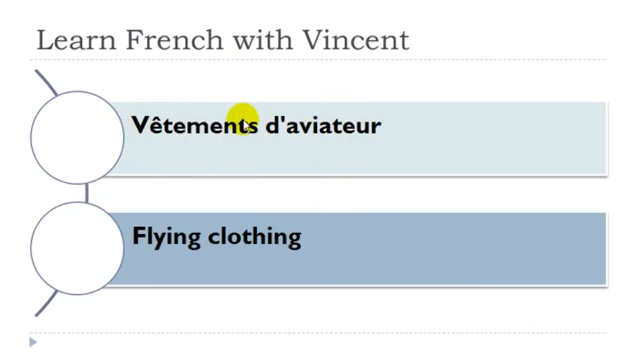 Learn French with Vincent
Vêtements d'aviateur
Flying clothing